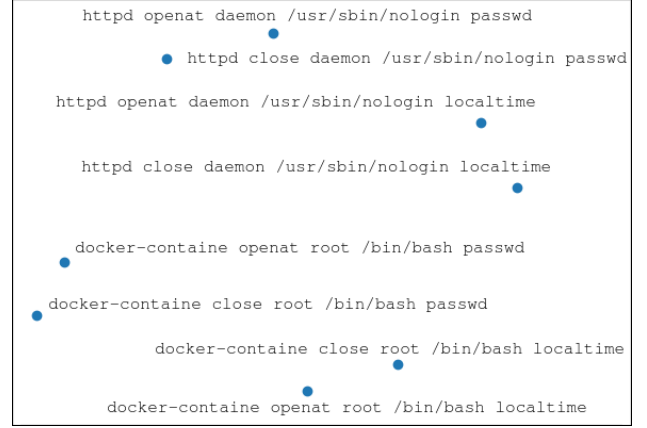 httpd openat daemon /usr/sbin/nologin passwd
httpd close daemon /usr/sbin/nologin passwd
httpd openat daemon /usr/sbin/nologin localtime
httpd close daemon /usr/sbin/nologin localtime
docker-containe openat root /bin/bash passwd
docker-containe close root /bin/bash passwd
docker-containe close root /bin/bash localtime
docker-containe openat root /bin/bash localtime